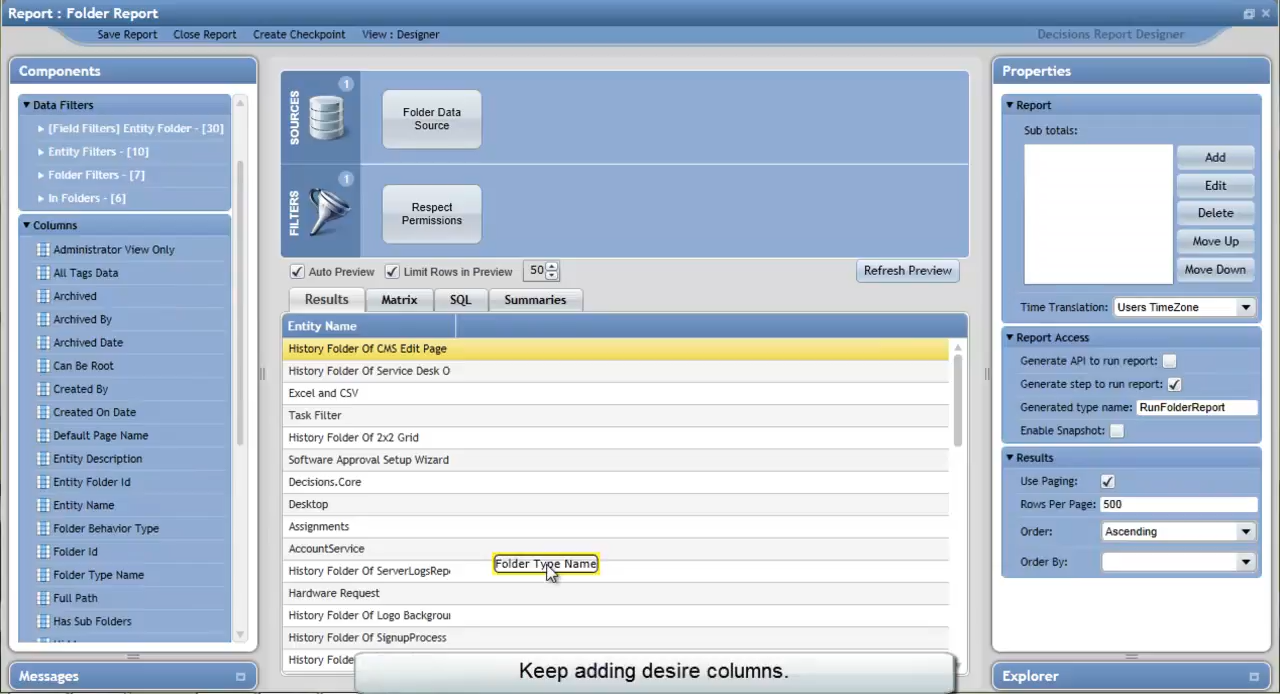 Report : Folder Report
Save Report Close Report Create Checkpoint View : Designer Decisions Report Designer
Components
Data Filters
[Field Filters] Entity Folder - [30]
Entity Filters - [10]
Folder Filters - [7]
In Folders - [6]
Columns
Administrator View Only
All Tags Data
Archived
Archived By
Archived Date
Can Be Root
Created By
Created On Date
Default Page Name
Entity Description
Entity Folder Id
Entity Name
Folder Behavior Type
Folder Id
Folder Type Name
Full Path
Has Sub Folders
Messages
SOURCES
1
Folder Data
Source
FILTERS
1
Respect
Permissions
Auto Preview Limit Rows in Preview 50 Refresh Preview
Results Matrix SQL Summaries
Entity Name
History Folder Of CMS Edit Page
History Folder Of Service Desk O
Excel and CSV
Task Filter
History Folder Of 2x2 Grid
Software Approval Setup Wizard
Decisions.Core
Desktop
Assignments
AccountService
Folder Type Name
History Folder Of ServerLogsRep
Hardware Request
History Folder Of Logo Backgrou
History Folder Of SignupProcess
History Folde
Keep adding desire columns.
Properties
Report
Sub totals:
Add
Edit
Delete
Move Up
Move Down
Time Translation: Users TimeZone
Report Access
Generate API to run report:
Generate step to run report:
Generated type name: RunFolderReport
Enable Snapshot:
Results
Use Paging:
Rows Per Page: 500
Order: Ascending
Order By:
Explorer